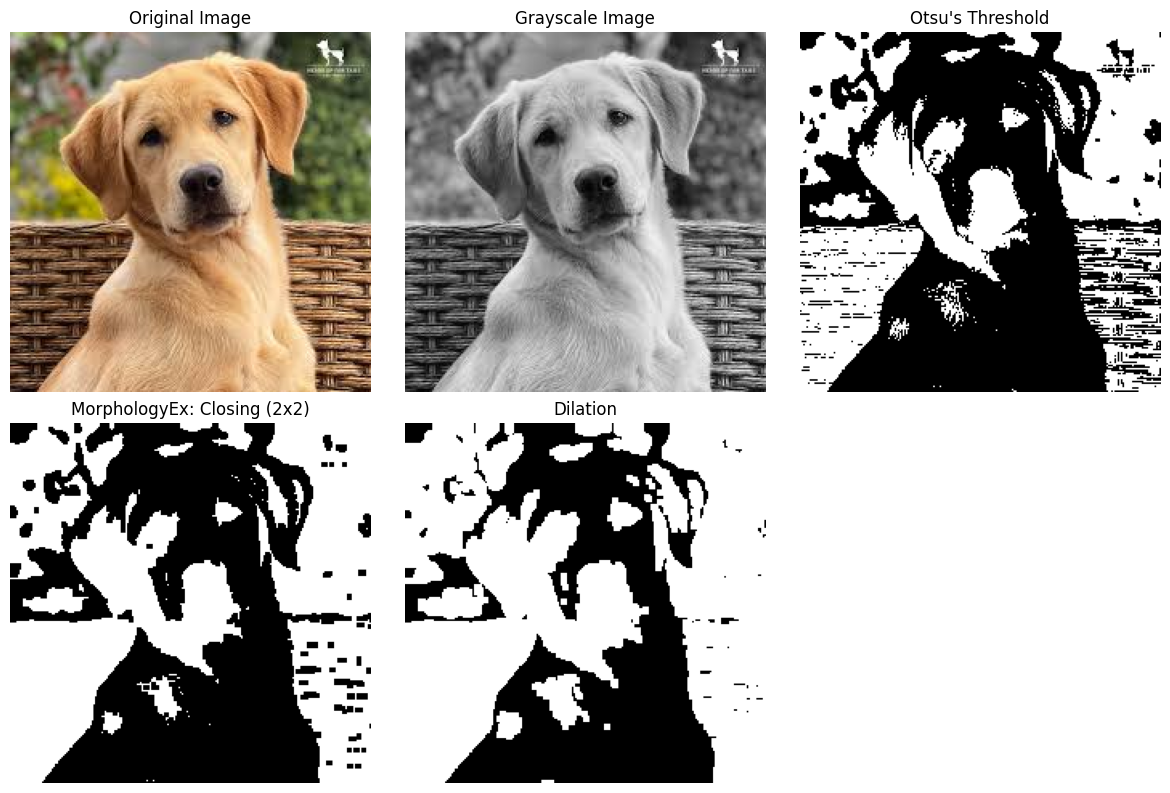 Original Image
Grayscale Image
Otsu's Threshold
MorphologyEx: Closing (2x2)
Dilation